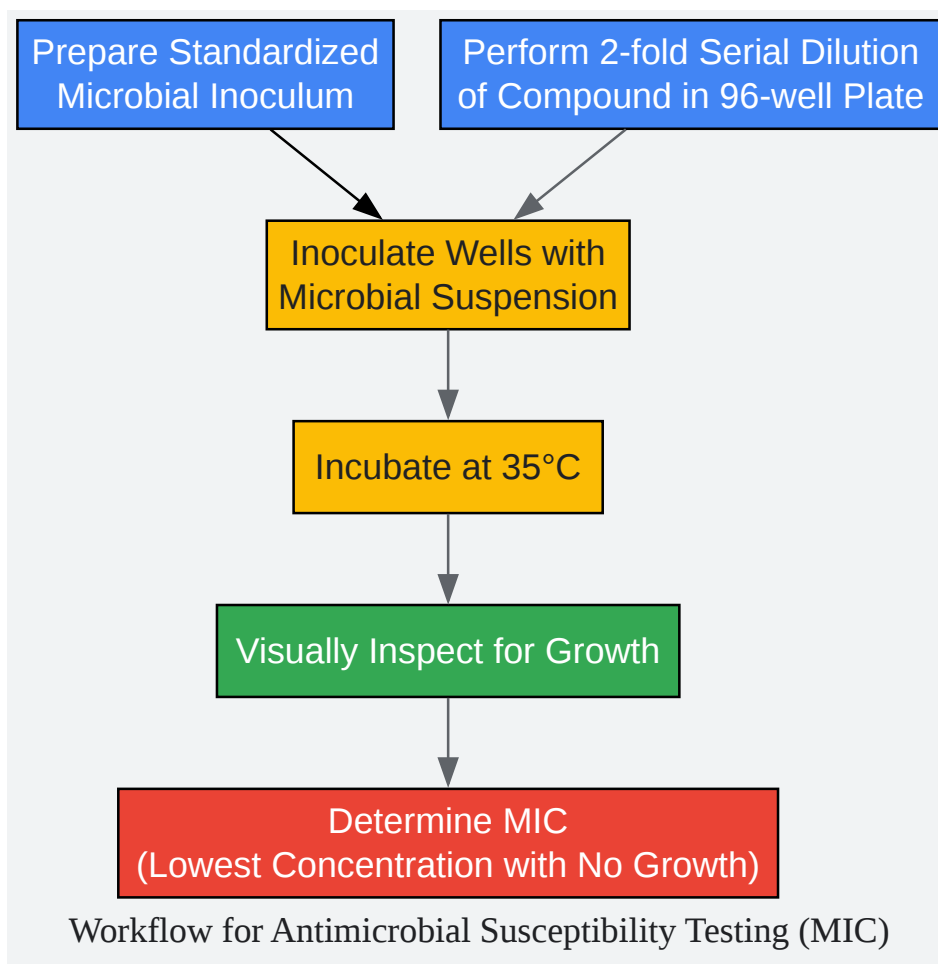 Prepare Standardized
Microbial Inoculum
Perform 2-fold Serial Dilution
of Compound in 96-well Plate
Inoculate Wells with
Microbial Suspension
Incubate at 35°C
Visually Inspect for Growth
Determine MIC
(Lowest Concentration with No Growth)
Workflow for Antimicrobial Susceptibility Testing (MIC)